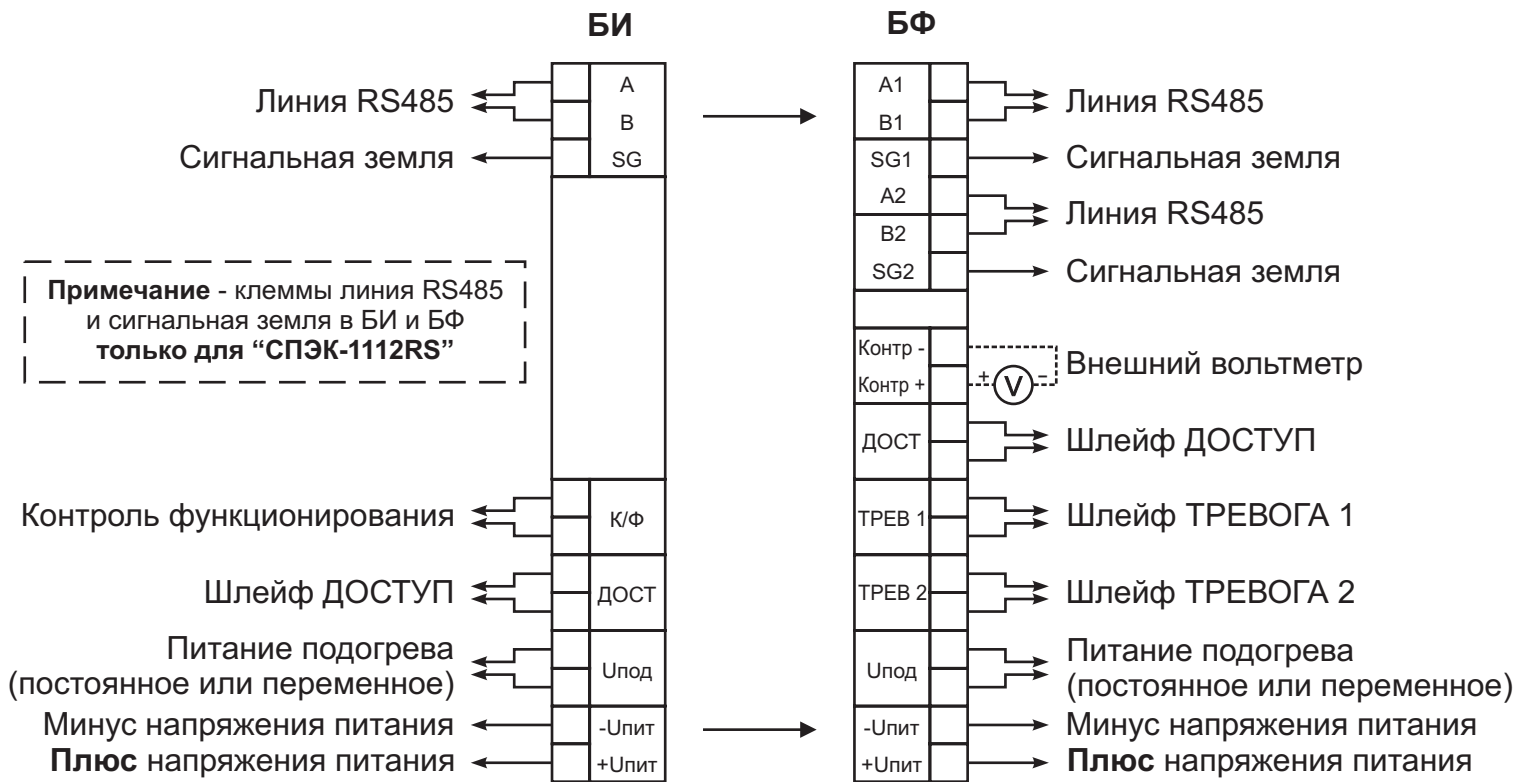 БИ
БФ
Линия RS485
Сигнальная земля
A
B
SG
Примечание - клеммы линия RS485
и сигнальная земля в БИ и БФ
только для “СПЭК-1112RS”
Контроль функционирования
К/Ф
Шлейф ДОСТУП
ДОСТ
Питание подогрева
(постоянное или переменное)
Uпод
Минус напряжения питания
-Uпит
Плюс напряжения питания
+Uпит
A1
B1
Линия RS485
SG1
Сигнальная земля
A2
B2
Линия RS485
SG2
Сигнальная земля
Контр -
Контр +
+ V –
Внешний вольтметр
ДОСТ
Шлейф ДОСТУП
ТРЕВ 1
Шлейф ТРЕВОГА 1
ТРЕВ 2
Шлейф ТРЕВОГА 2
Uпод
Питание подогрева
(постоянное или переменное)
-Uпит
Минус напряжения питания
+Uпит
Плюс напряжения питания